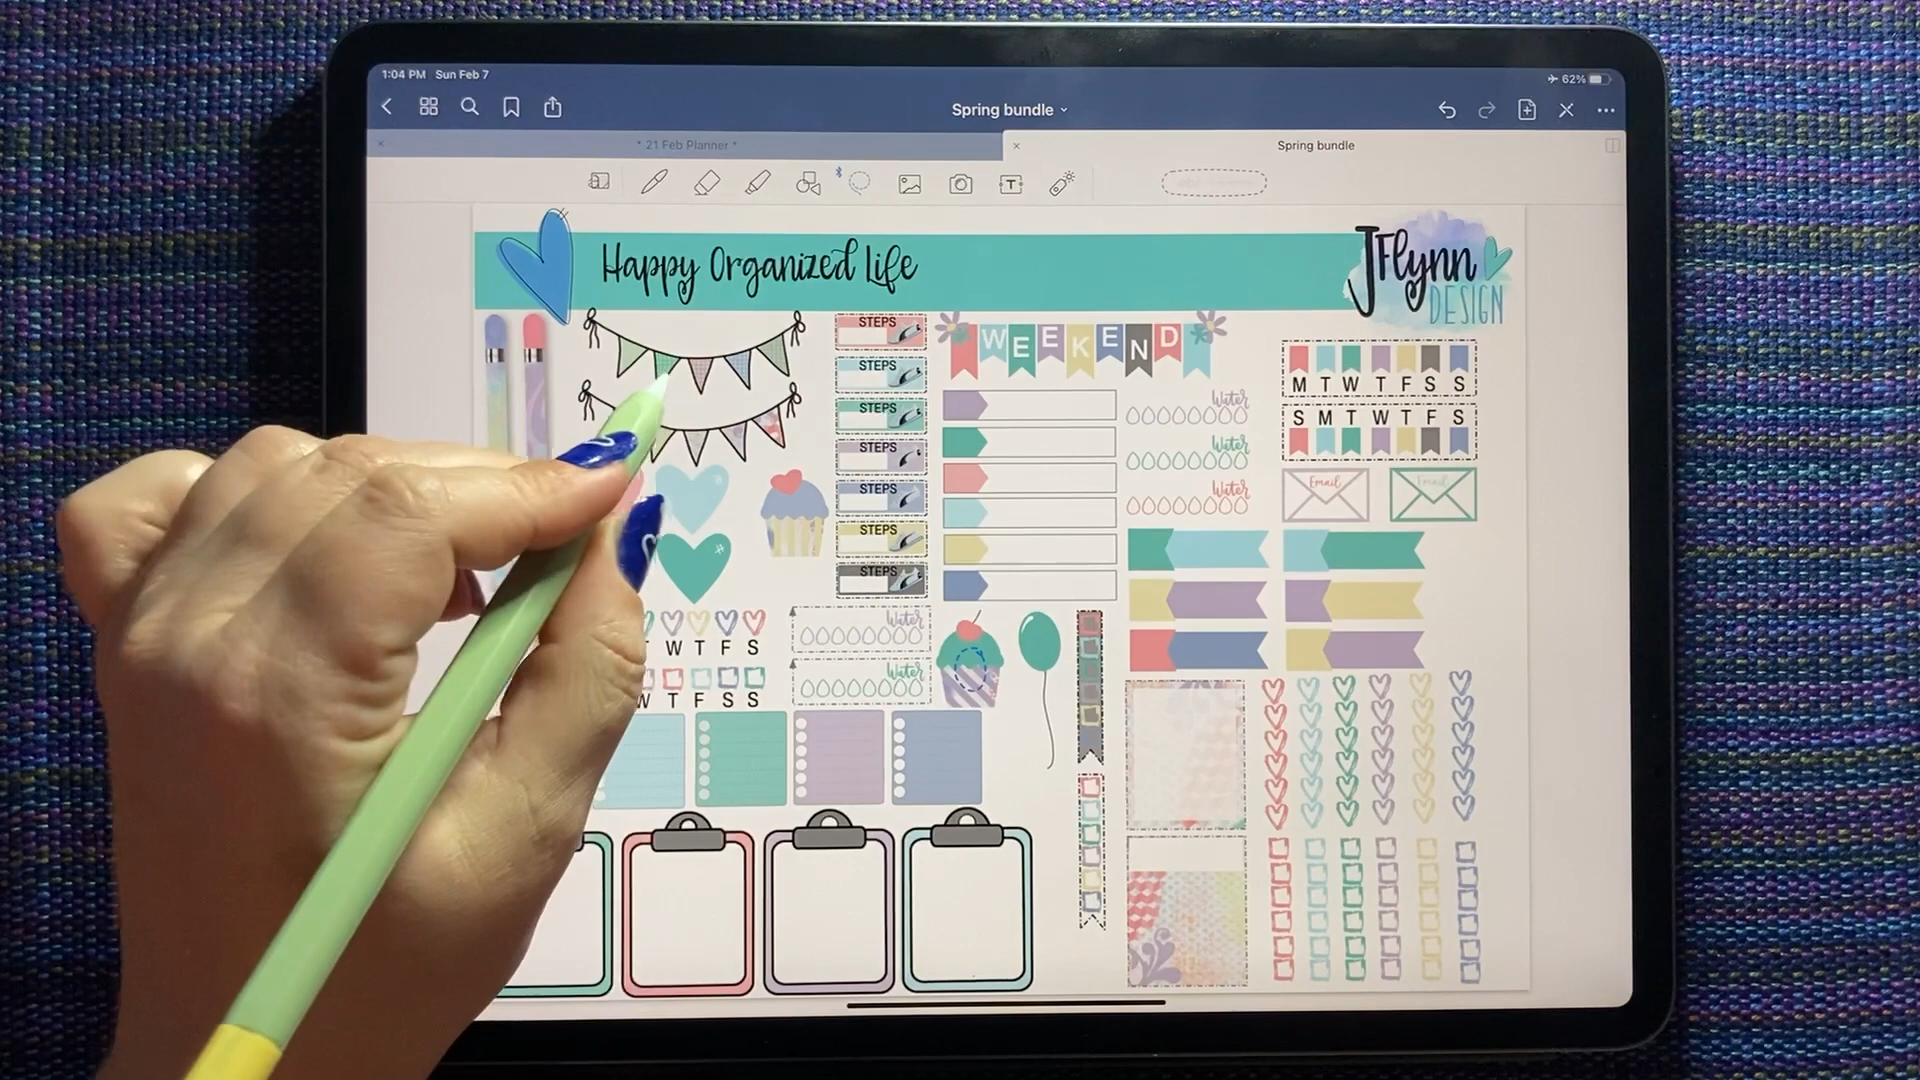 1:04 PM Sun Feb 7
62%
Spring bundle
* 21 Feb Planner *
Spring bundle
T
Happy Organized Life
JFlynn
DESIGN
STEPS
STEPS
STEPS
STEPS
STEPS
STEPS
STEPS
WEEKEND
Water
Water
Water
M T W T F S S
S M T W T F S
Email
Email
W T F S
W T F S S
Water
Water